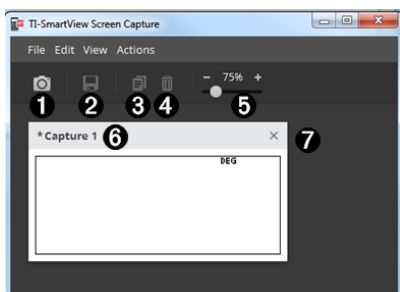 TI-SmartView Screen Capture
File Edit View Actions
− 75% +
1 2 3 4 5
*Capture 1 6 × 7
DEG